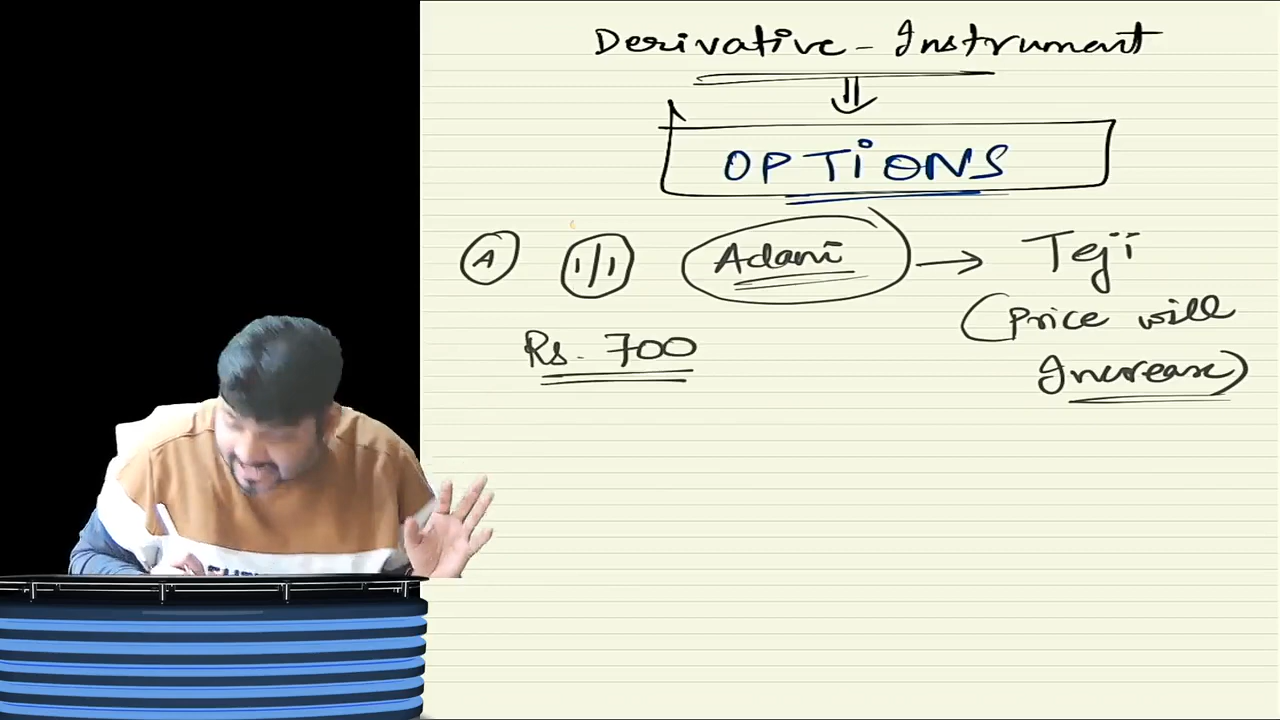 Derivative - Instrument
OPTIONS
A 1/1 Adani → Teji
(Price will
Rs. 700
Increase)